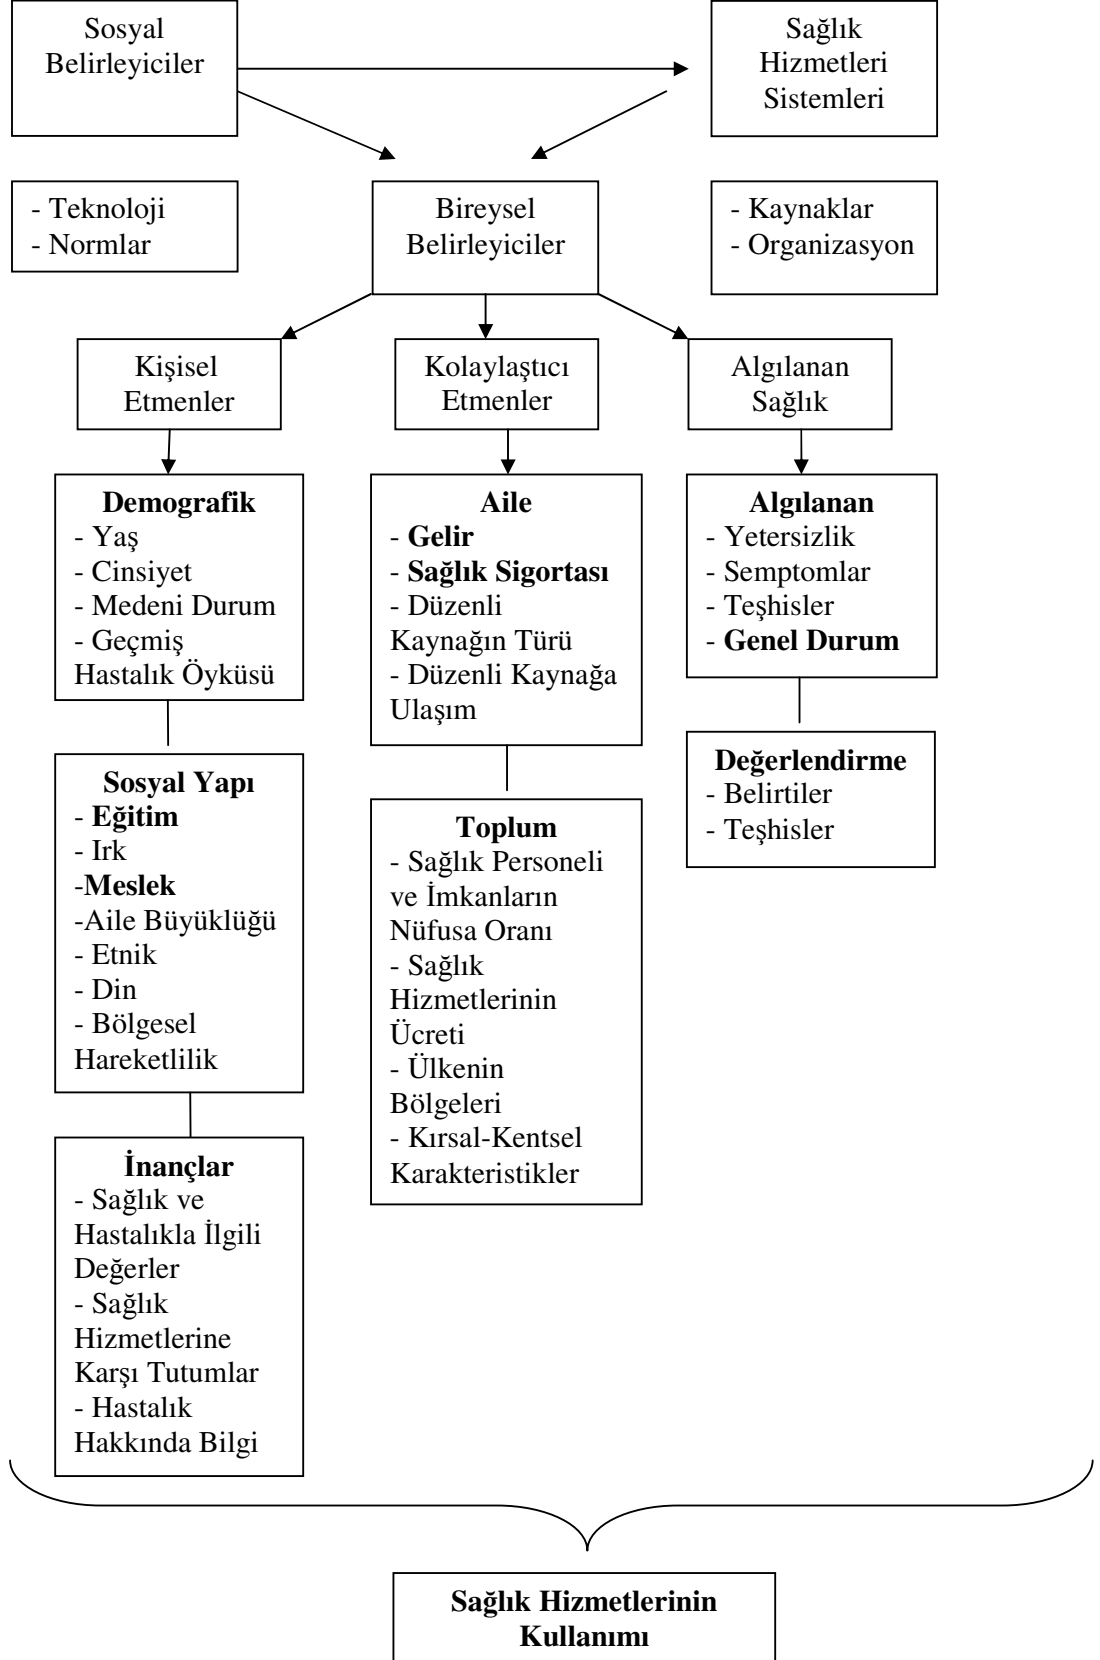 Sosyal
Belirleyiciler
Sağlık
Hizmetleri
Sistemleri
- Teknoloji
- Normlar
Bireysel
Belirleyiciler
- Kaynaklar
- Organizasyon
Kişisel
Etmenler
Kolaylaştıcı
Etmenler
Algılanan
Sağlık
Demografik
- Yaş
- Cinsiyet
- Medeni Durum
- Geçmiş
Hastalık Öyküsü
Aile
- Gelir
- Sağlık Sigortası
- Düzenli
Kaynağın Türü
- Düzenli Kaynağa
Ulaşım
Algılanan
- Yetersizlik
- Semptomlar
- Teşhisler
- Genel Durum
Değerlendirme
- Belirtiler
- Teşhisler
Sosyal Yapı
- Eğitim
- Irk
-Meslek
-Aile Büyüklüğü
- Etnik
- Din
- Bölgesel
Hareketlilik
Toplum
- Sağlık Personeli
ve İmkanların
Nüfusa Oranı
- Sağlık
Hizmetlerinin
Ücreti
- Ülkenin
Bölgeleri
- Kırsal-Kentsel
Karakteristikler
İnançlar
- Sağlık ve
Hastalıkla İlgili
Değerler
- Sağlık
Hizmetlerine
Karşı Tutumlar
- Hastalık
Hakkında Bilgi
Sağlık Hizmetlerinin
Kullanımı